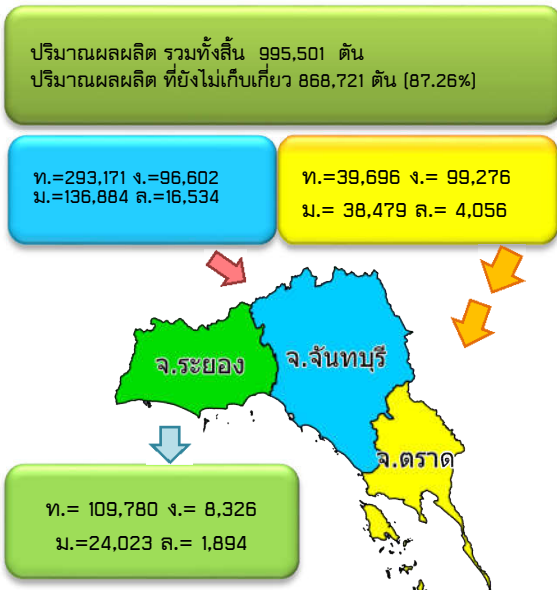 ปริมาณผลผลิต รวมทั้งสิ้น 995,501 ตัน
ปริมาณผลผลิต ที่ยังไม่เก็บเกี่ยว 868,721 ตัน (87.26%)
ท.=293,171 ง.=96,602
ม.=136,884 ล.=16,534
ท.=39,696 ง.= 99,276
ม.= 38,479 ล.= 4,056
จ.ระยอง
จ.จันทบุรี
จ.ตราด
ท.= 109,780 ง.= 8,326
ม.=24,023 ล.= 1,894